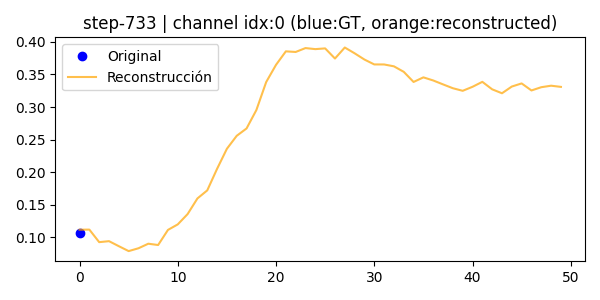 step-733 | channel idx:0 (blue:GT, orange:reconstructed)
Original
Reconstrucción
0.40
0.35
0.30
0.25
0.20
0.15
0.10
0 10 20 30 40 50